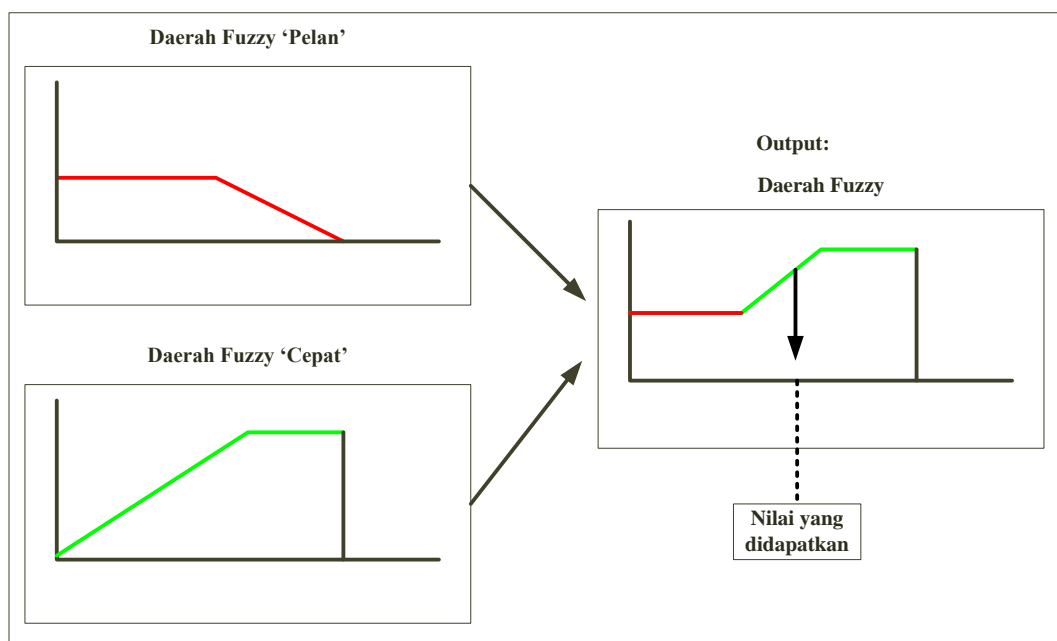 Daerah Fuzzy ‘Pelan’
Output:
Daerah Fuzzy
Daerah Fuzzy ‘Cepat’
Nilai yang
didapatkan